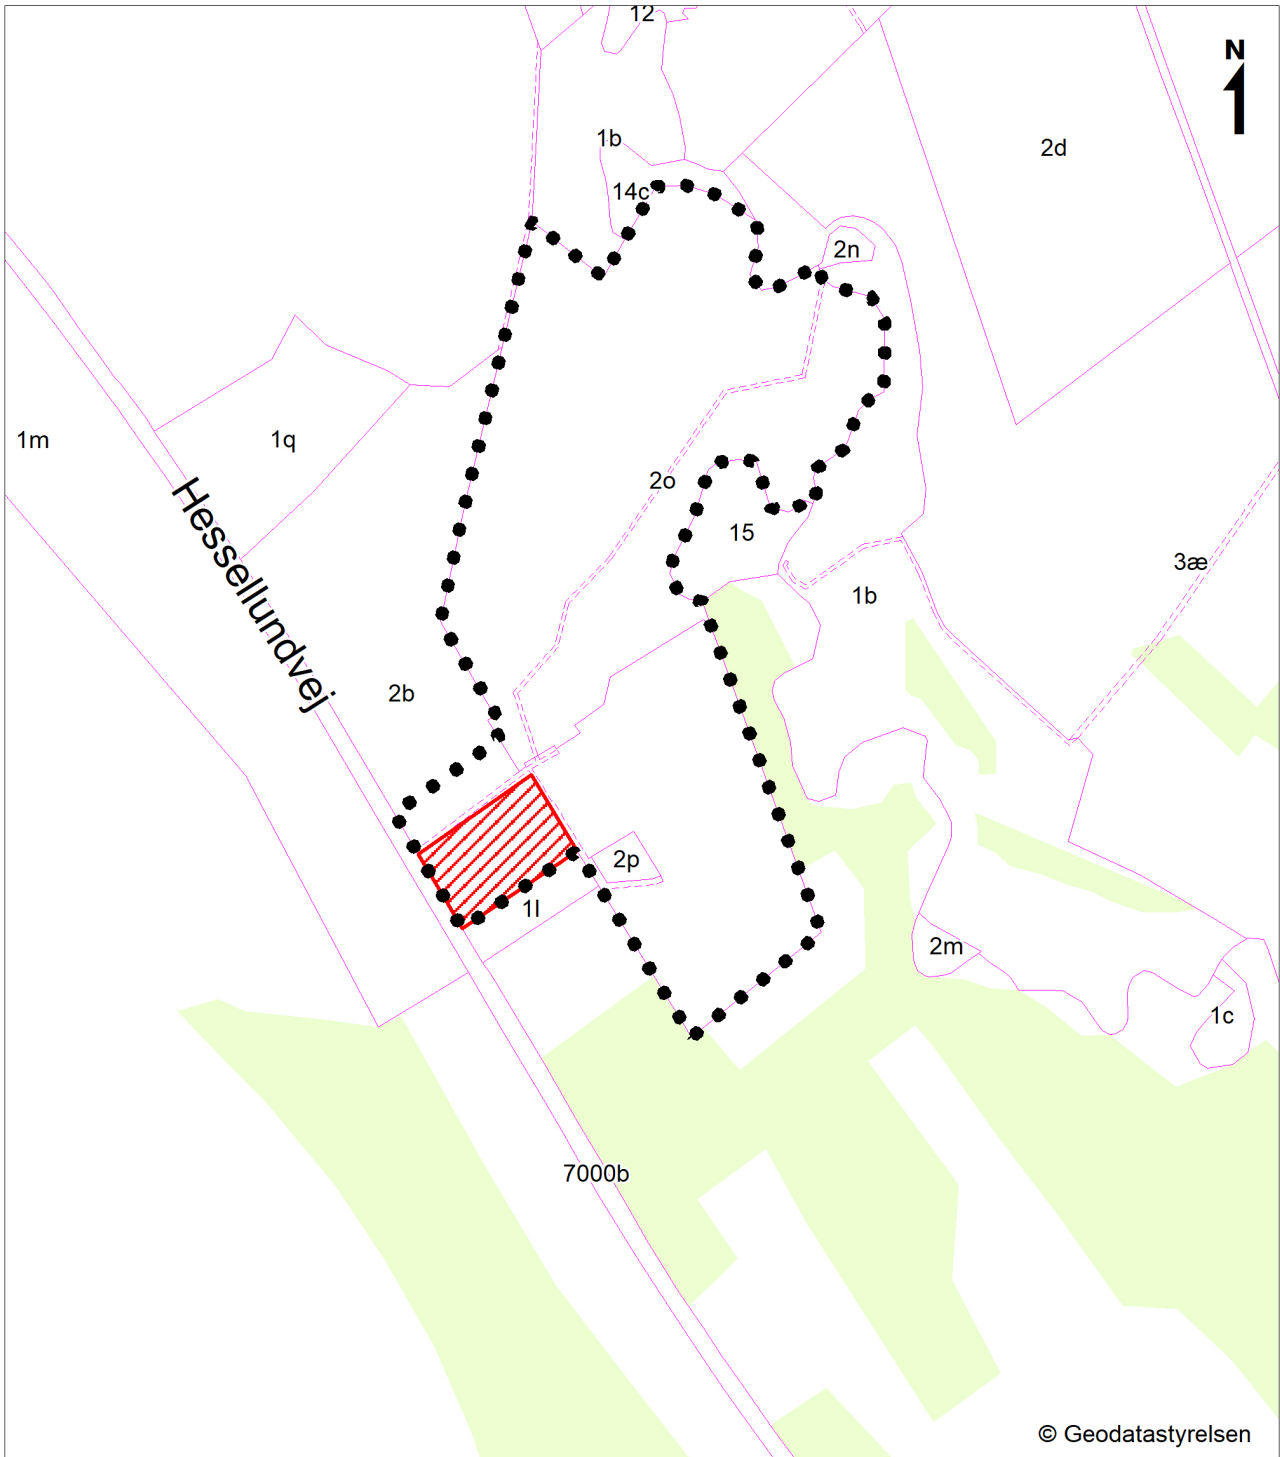 12
N
1b
2d
14c
2n
1m
1q
2o
15
3æ
Hessellundvej
1b
2b
2p
1l
2m
1c
7000b
© Geodatastyrelsen